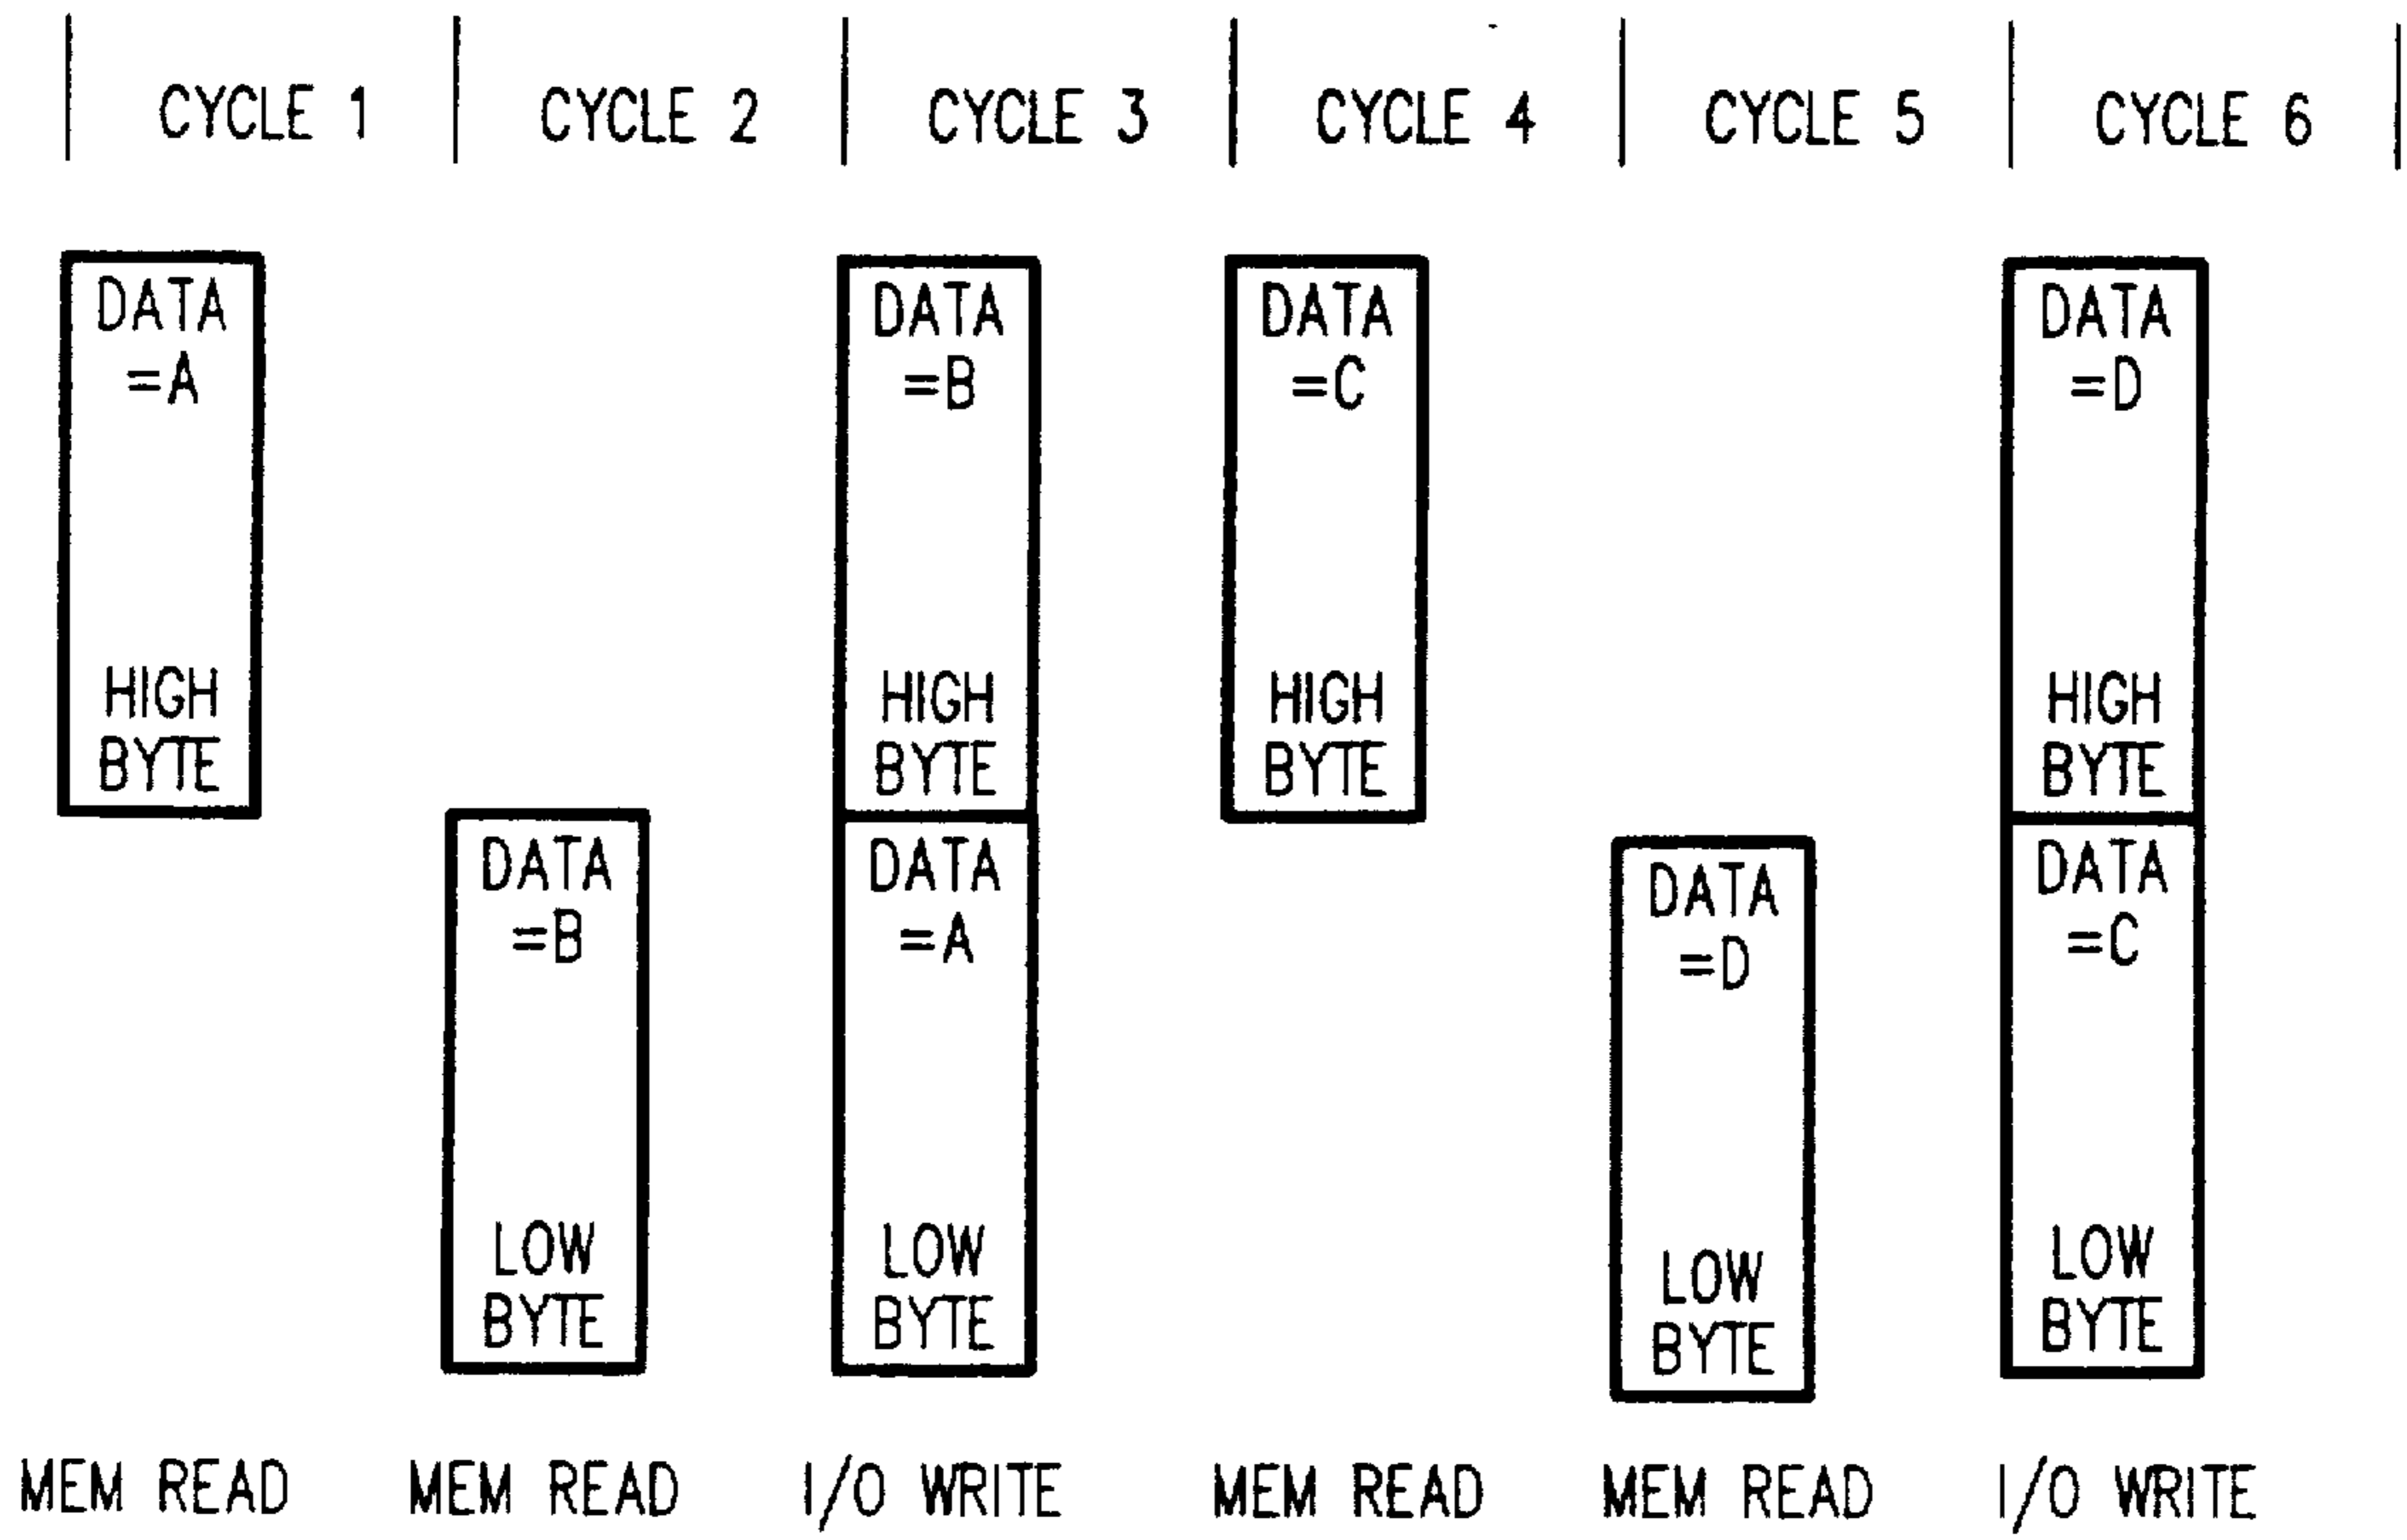 CYCLE 1 CYCLE 2 CYCLE 3 CYCLE 4 CYCLE 5 CYCLE 6
DATA
=A
HIGH
BYTE
DATA
=B
LOW
BYTE
DATA
=B
HIGH
BYTE
DATA
=A
LOW
BYTE
DATA
=C
HIGH
BYTE
DATA
=D
LOW
BYTE
DATA
=D
HIGH
BYTE
DATA
=C
LOW
BYTE
MEM READ MEM READ I/O WRITE MEM READ MEM READ I/O WRITE